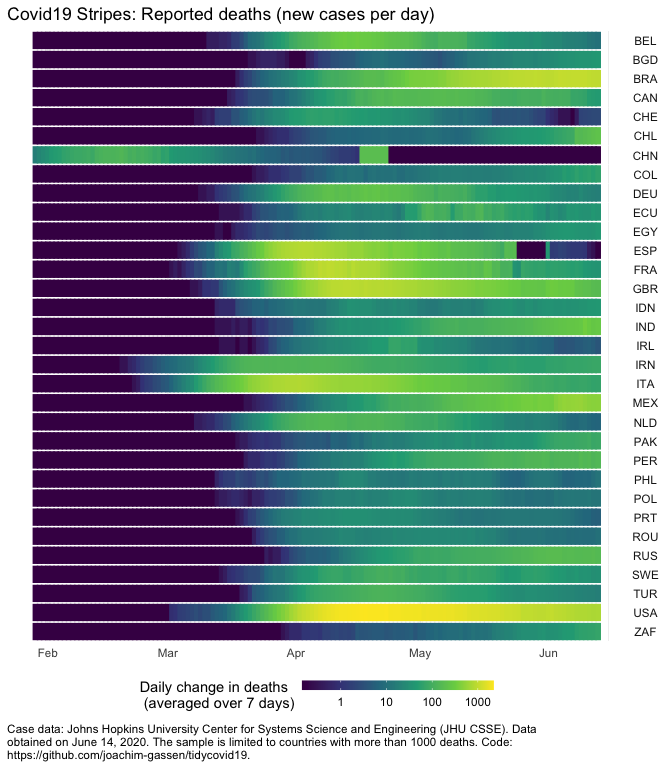 Covid19 Stripes: Reported deaths (new cases per day)
BEL
BGD
BRA
CAN
CHE
CHL
CHN
COL
DEU
ECU
EGY
ESP
FRA
GBR
IDN
IND
IRL
IRN
ITA
MEX
NLD
PAK
PER
PHL
POL
PRT
ROU
RUS
SWE
TUR
USA
ZAF
Feb Mar Apr May Jun
Daily change in deaths
(averaged over 7 days)
1 10 100 1000
Case data: Johns Hopkins University Center for Systems Science and Engineering (JHU CSSE). Data
obtained on June 14, 2020. The sample is limited to countries with more than 1000 deaths. Code:
https://github.com/joachim-gassen/tidycovid19.